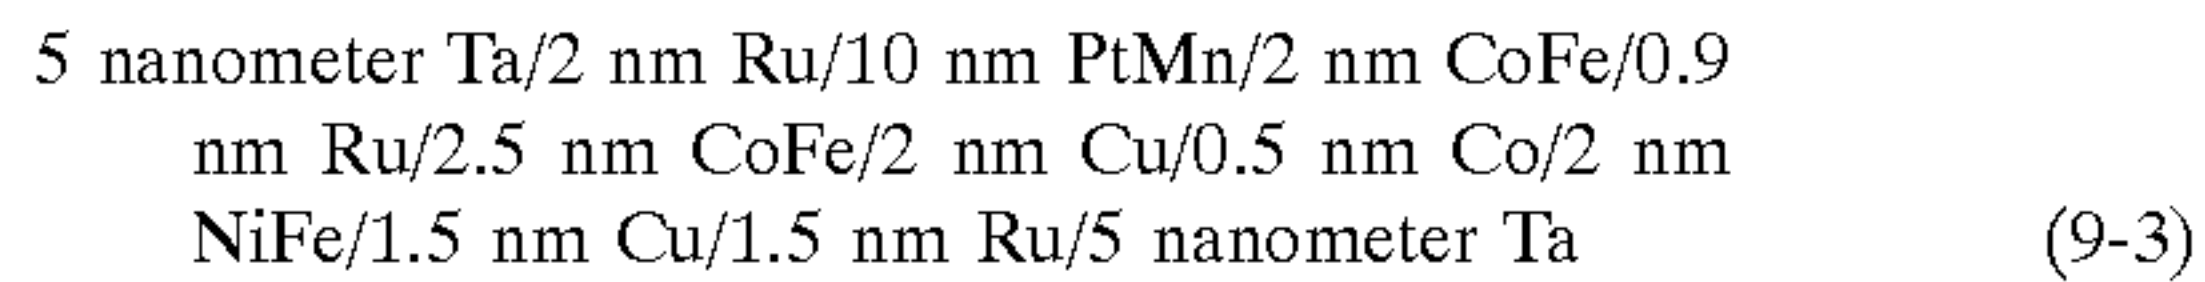 5 nanometer Ta/2 nm Ru/10 nm PtMn/2 nm CoFe/0.9
nm Ru/2.5 nm CoFe/2 nm Cu/0.5 nm Co/2 nm
NiFe/1.5 nm Cu/1.5 nm Ru/5 nanometer Ta (9-3)